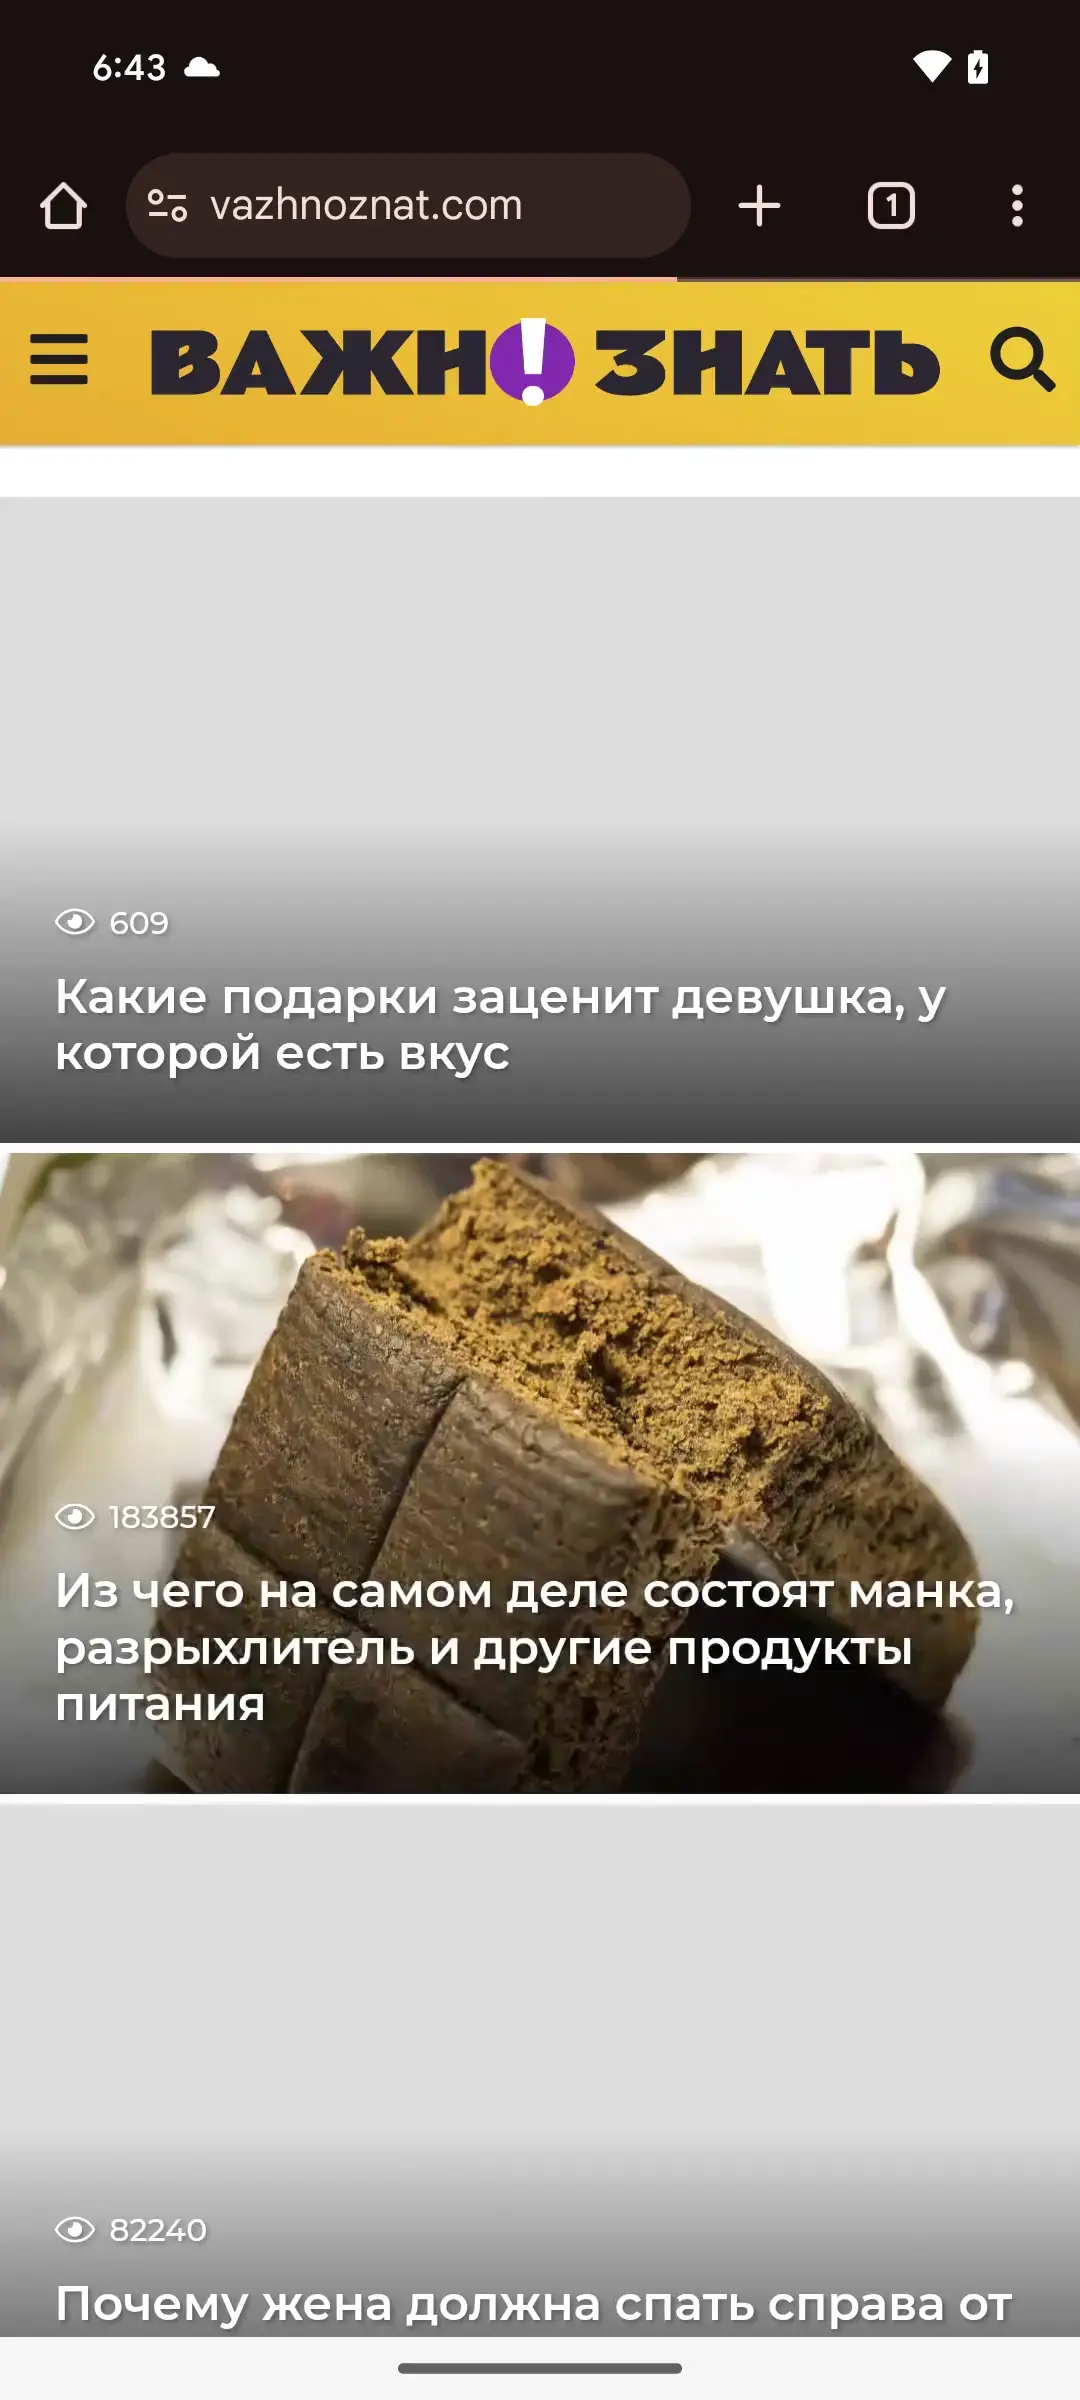 6:43
vazhnoznat.com
1
ВАЖН! ЗНАТЬ
609
Какие подарки заценит девушка, у
которой есть вкус
183857
Из чего на самом деле состоят манка,
разрыхлитель и другие продукты
питания
82240
Почему жена должна спать справа от